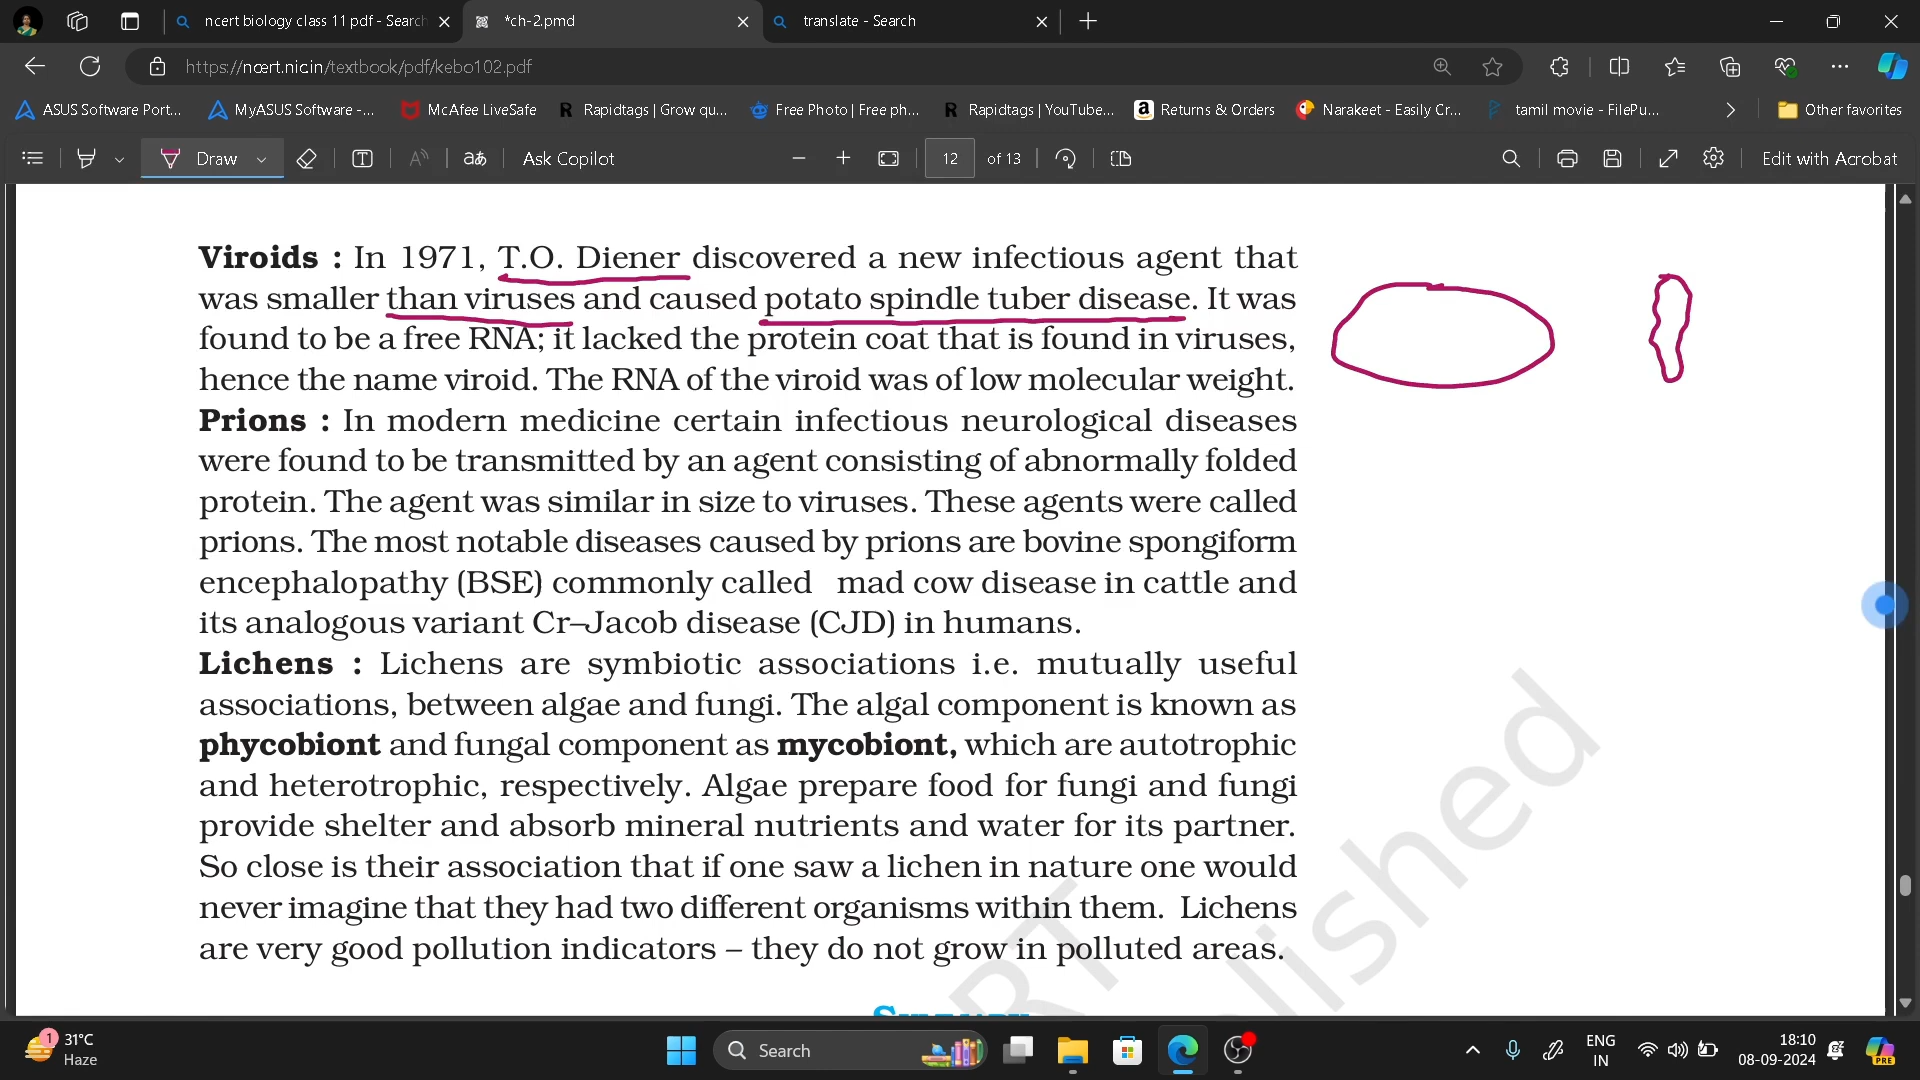 ncert biology class 11 pdf - Search
*ch-2.pmd
translate - Search
https://ncert.nic.in/textbook/pdf/kebo102.pdf
ASUS Software Port...
MyASUS Software -...
McAfee LiveSafe
Rapidtags | Grow qu...
Free Photo | Free ph...
Rapidtags | YouTube...
Returns & Orders
Narakeet - Easily Cr...
tamil movie - FilePu...
Other favorites
Draw
Ask Copilot
12 of 13
Edit with Acrobat
Viroids : In 1971, T.O. Diener discovered a new infectious agent that
was smaller than viruses and caused potato spindle tuber disease. It was
found to be a free RNA; it lacked the protein coat that is found in viruses,
hence the name viroid. The RNA of the viroid was of low molecular weight.
Prions : In modern medicine certain infectious neurological diseases
were found to be transmitted by an agent consisting of abnormally folded
protein. The agent was similar in size to viruses. These agents were called
prions. The most notable diseases caused by prions are bovine spongiform
encephalopathy (BSE) commonly called mad cow disease in cattle and
its analogous variant Cr–Jacob disease (CJD) in humans.
Lichens : Lichens are symbiotic associations i.e. mutually useful
associations, between algae and fungi. The algal component is known as
phycobiont and fungal component as mycobiont, which are autotrophic
and heterotrophic, respectively. Algae prepare food for fungi and fungi
provide shelter and absorb mineral nutrients and water for its partner.
So close is their association that if one saw a lichen in nature one would
never imagine that they had two different organisms within them. Lichens
are very good pollution indicators – they do not grow in polluted areas.
1
31°C
Haze
Search
ENG
IN
18:10
08-09-2024
PRE